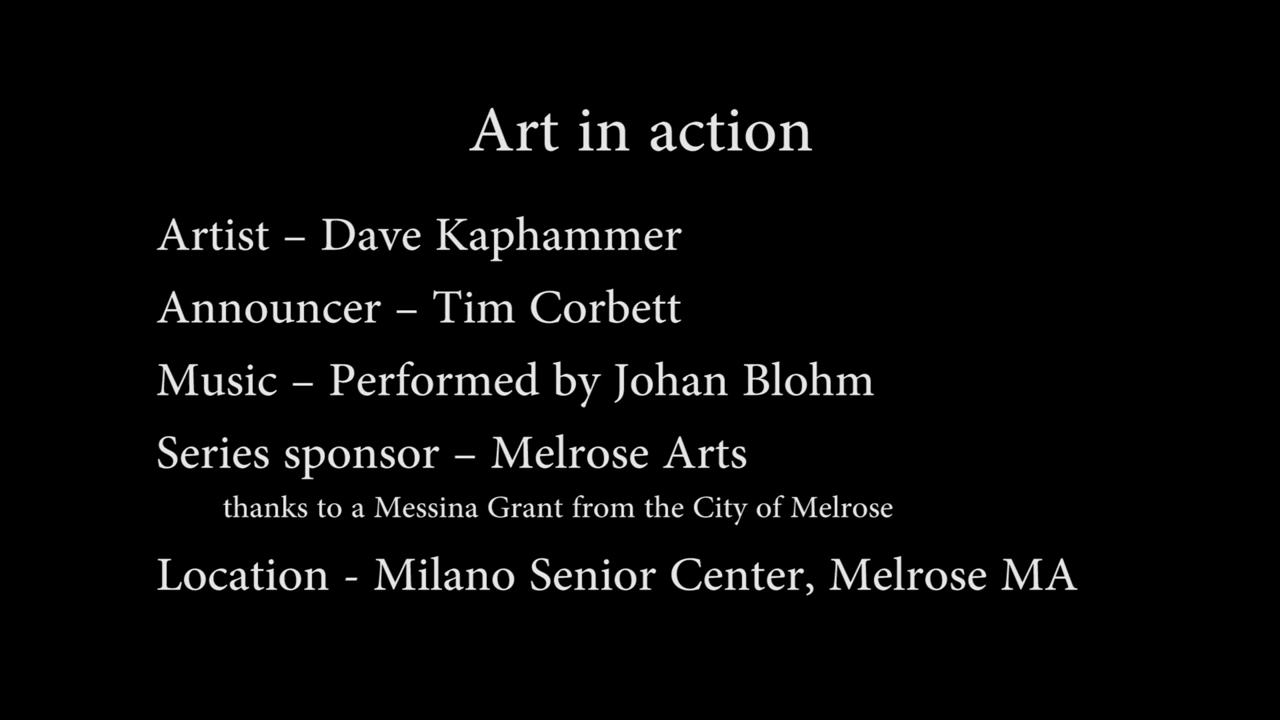 Art in action
Artist – Dave Kaphammer
Announcer – Tim Corbett
Music – Performed by Johan Blohm
Series sponsor – Melrose Arts
thanks to a Messina Grant from the City of Melrose
Location - Milano Senior Center, Melrose MA